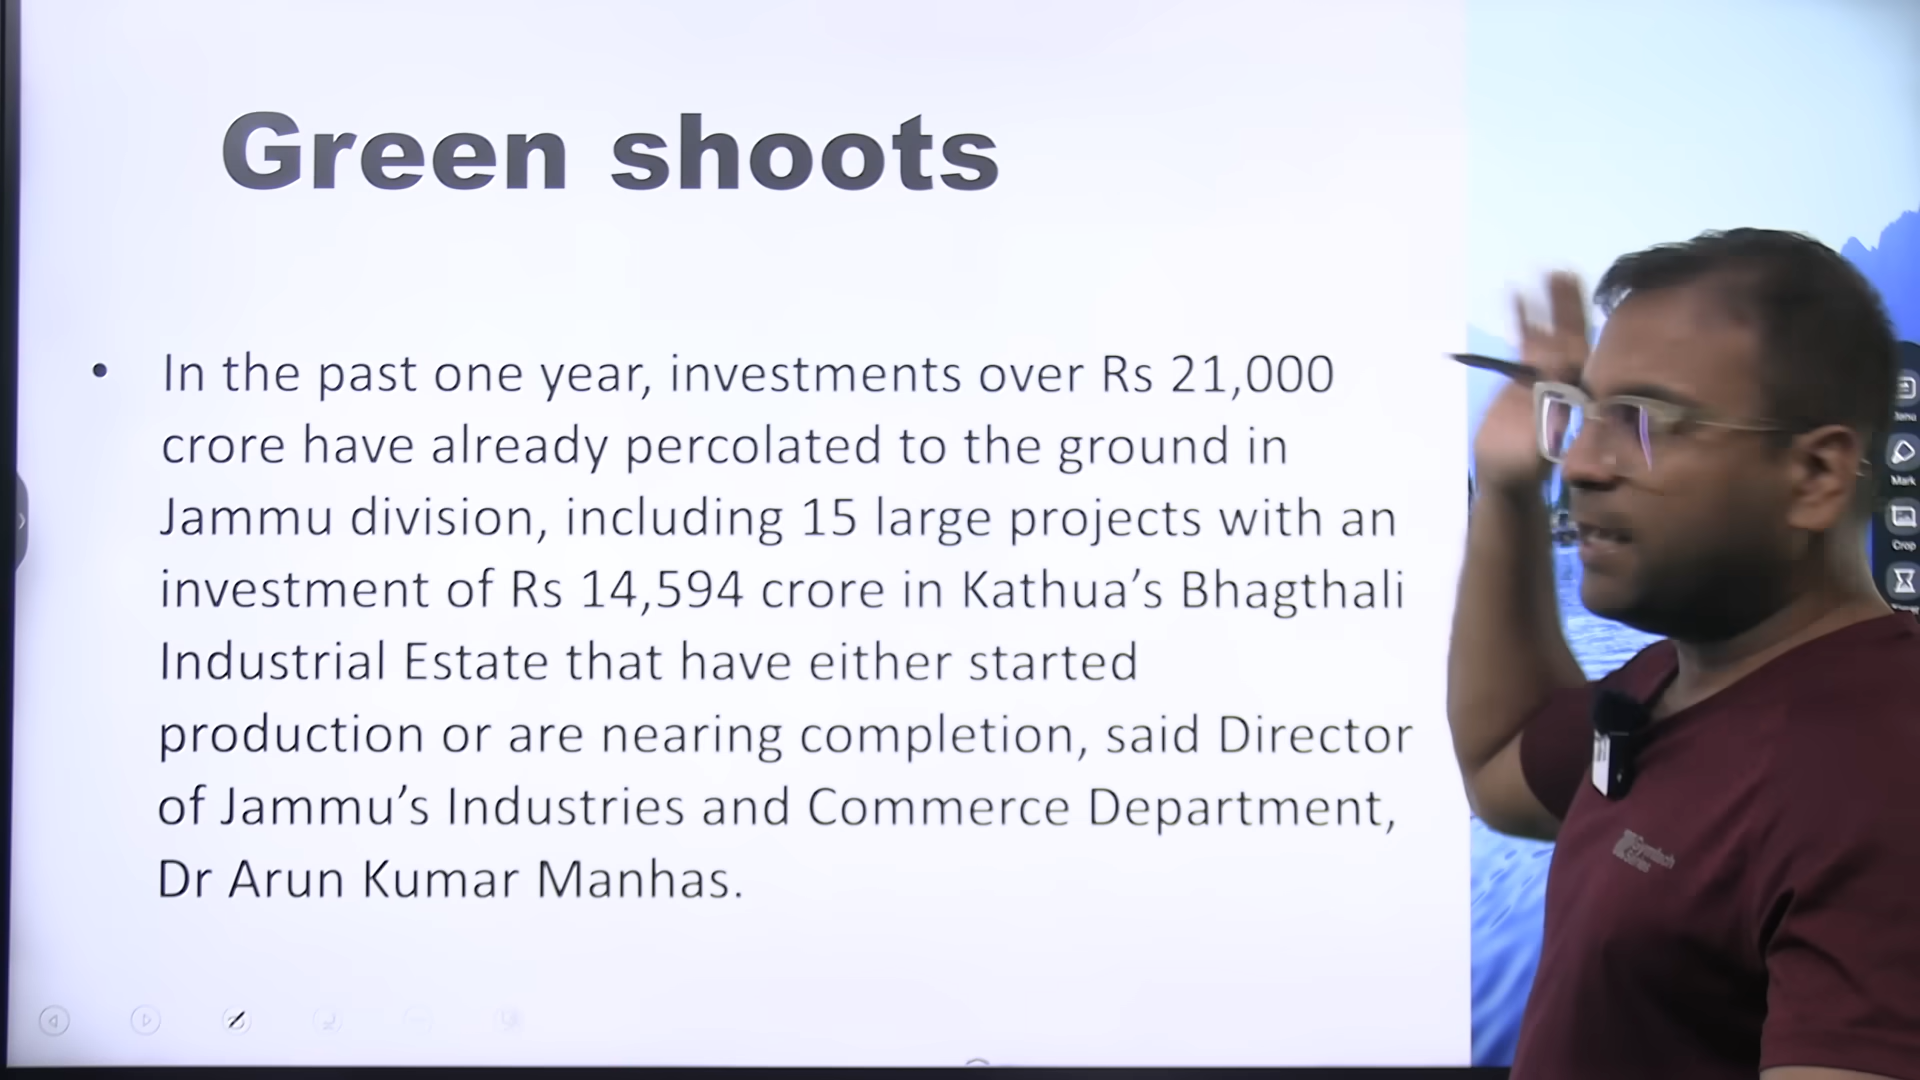 Green shoots
• In the past one year, investments over Rs 21,000
crore have already percolated to the ground in
Jammu division, including 15 large projects with an
investment of Rs 14,594 crore in Kathua’s Bhagthali
Industrial Estate that have either started
production or are nearing completion, said Director
of Jammu’s Industries and Commerce Department,
Dr Arun Kumar Manhas.
Mark
Crop